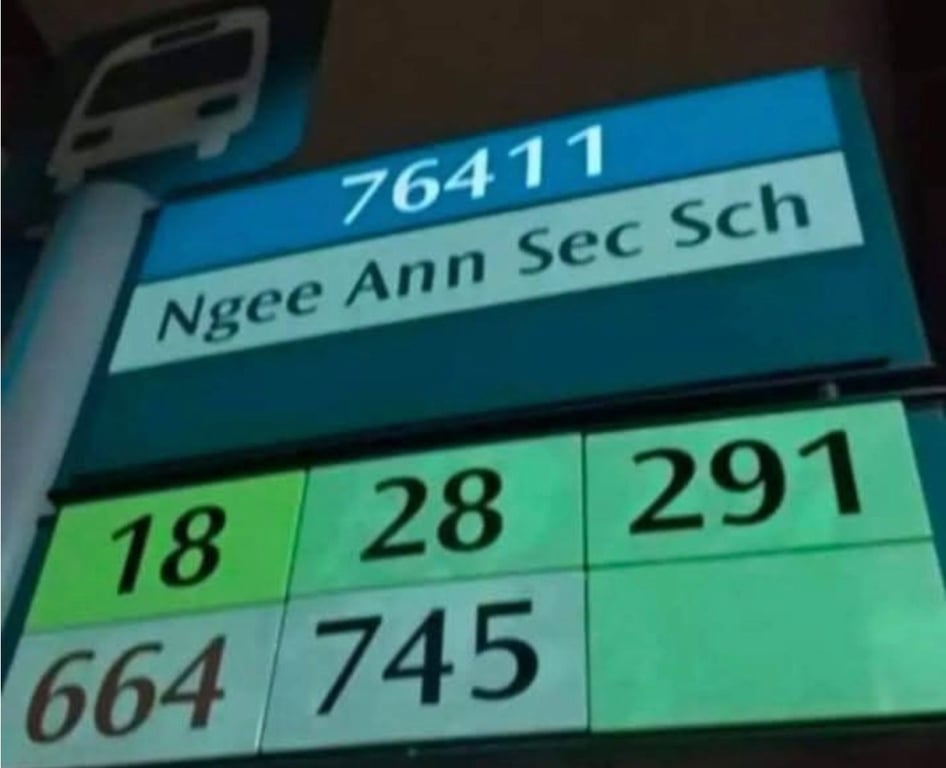 76411
Ngee Ann Sec Sch
18 28 291
664 745